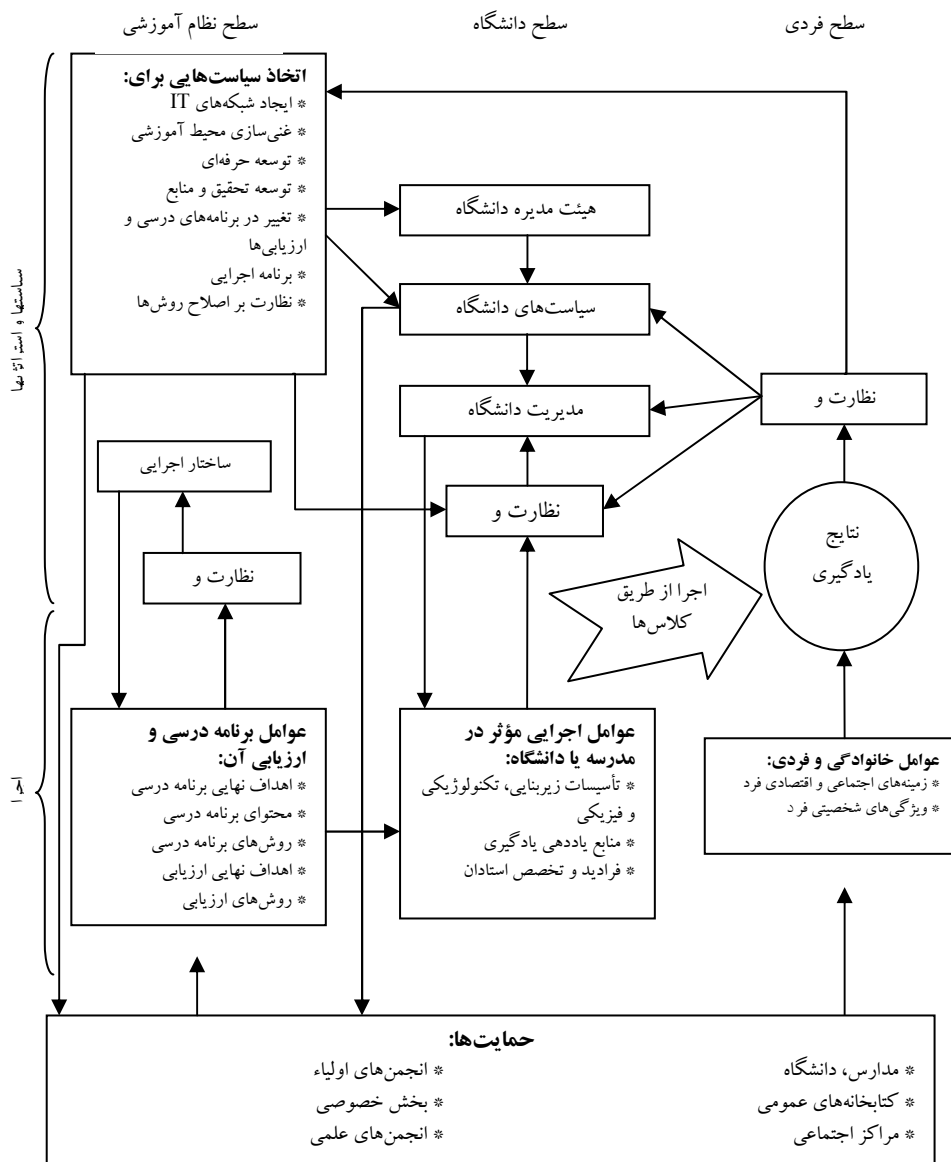 سطح نظام آموزشی
سطح دانشگاه
سطح فردی
سیاستها و استراتژیها
اجرا
اتخاذ سیاست‌هایی برای:
* ایجاد شبکه‌های IT
* غنی‌سازی محیط آموزشی
* توسعه حرفه‌ای
* توسعه تحقیق و منابع
* تغییر در برنامه‌های درسی و
ارزیابی‌ها
* برنامه اجرایی
* نظارت بر اصلاح روش‌ها
هیئت مدیره دانشگاه
سیاست‌های دانشگاه
مدیریت دانشگاه
نظارت و
نظارت و
ساختار اجرایی
نظارت و
نتایج
یادگیری
اجرا از طریق
کلاس‌ها
عوامل برنامه درسی و
ارزیابی آن:
* اهداف نهایی برنامه درسی
* محتوای برنامه درسی
* روش‌های برنامه درسی
* اهداف نهایی ارزیابی
* روش‌های ارزیابی
عوامل اجرایی مؤثر در
مدرسه یا دانشگاه:
* تأسیسات زیربنایی، تکنولوژیکی
و فیزیکی
* منابع یاددهی یادگیری
* فرادید و تخصص استادان
عوامل خانوادگی و فردی:
* زمینه‌های اجتماعی و اقتصادی فرد
* ویژگی‌های شخصیتی فرد
حمایت‌ها:
* مدارس، دانشگاه
* کتابخانه‌های عمومی
* مراکز اجتماعی
* انجمن‌های اولیاء
* بخش خصوصی
* انجمن‌های علمی